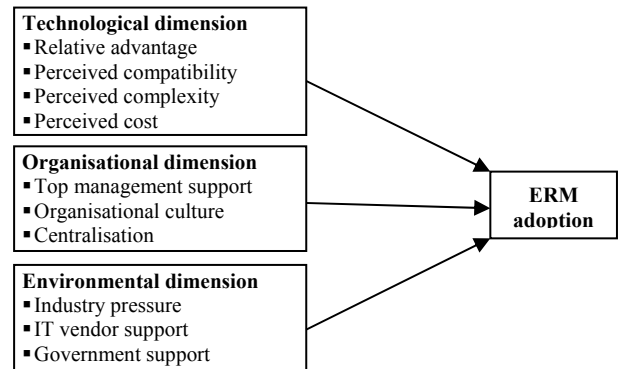 Technological dimension
▪ Relative advantage
▪ Perceived compatibility
▪ Perceived complexity
▪ Perceived cost
Organisational dimension
▪ Top management support
▪ Organisational culture
▪ Centralisation
Environmental dimension
▪ Industry pressure
▪ IT vendor support
▪ Government support
ERM
adoption